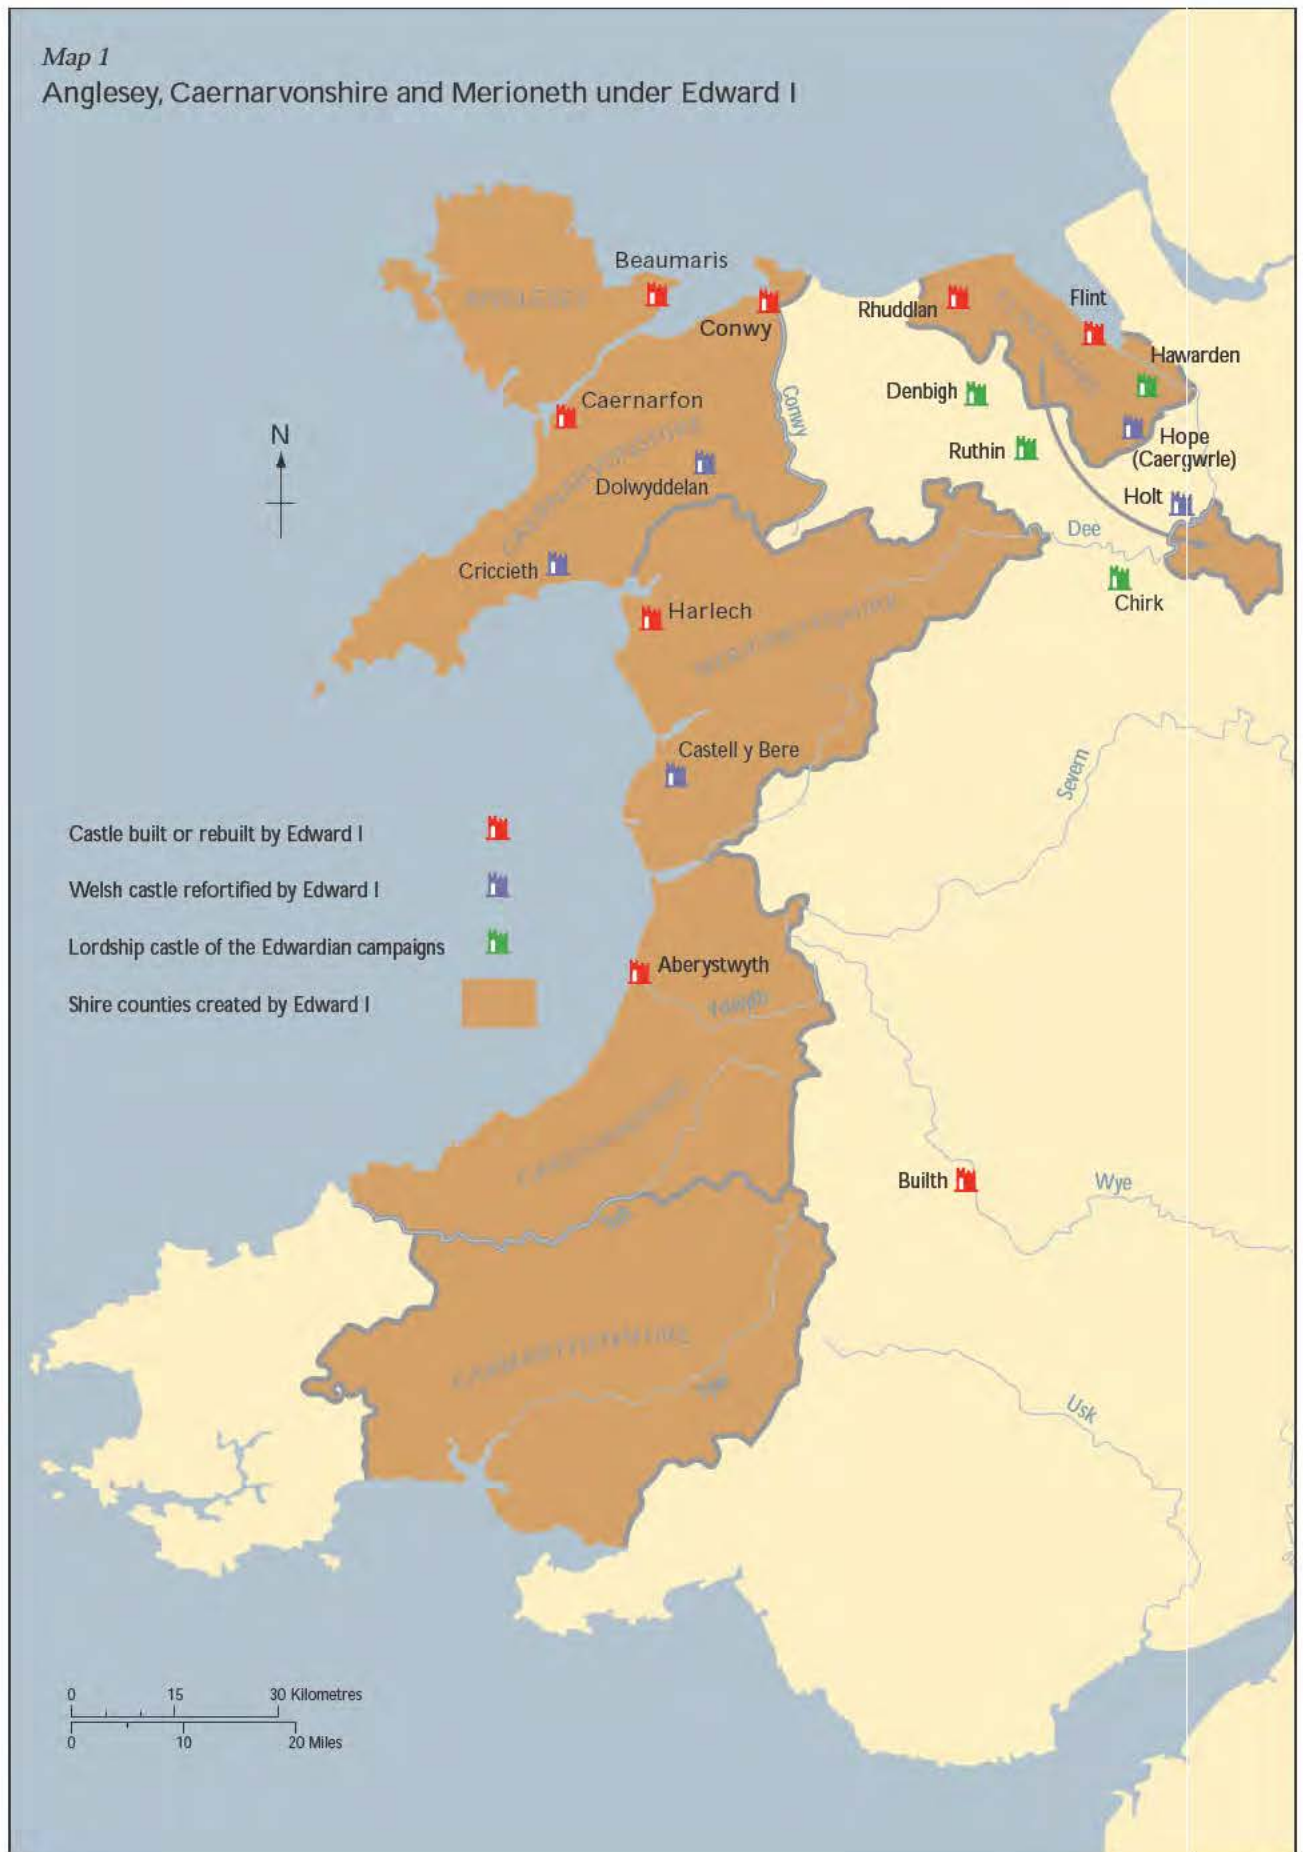 Map 1
Anglesey, Caernarvonshire and Merioneth under Edward I
Beaumaris
Conwy
Rhuddlan
Flint
Hawarden
Denbigh
Ruthin
Hope
(Caergwrle)
Holt
Caernarfon
Conwy
N
Dolwyddelan
Criccieth
Dee
Chirk
Harlech
Castell y Bere
Severn
Castle built or rebuilt by Edward I
Welsh castle refortified by Edward I
Lordship castle of the Edwardian campaigns
Shire counties created by Edward I
Aberystwyth
Builth
Wye
Usk
0 15 30 Kilometres
0 10 20 Miles